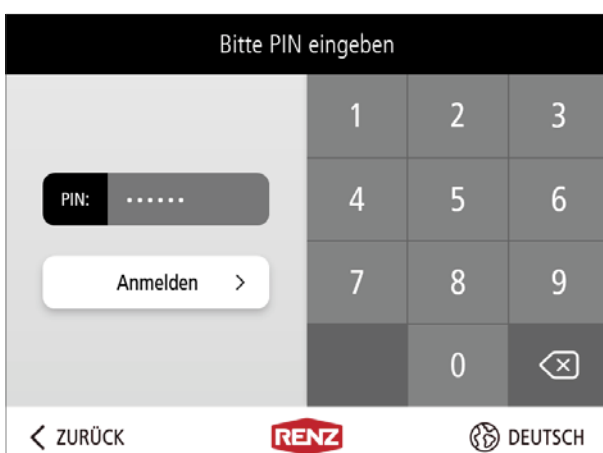 Bitte PIN eingeben
1 2 3
PIN: ······
4 5 6
Anmelden >
7 8 9
0
< ZURÜCK
RENZ
DEUTSCH